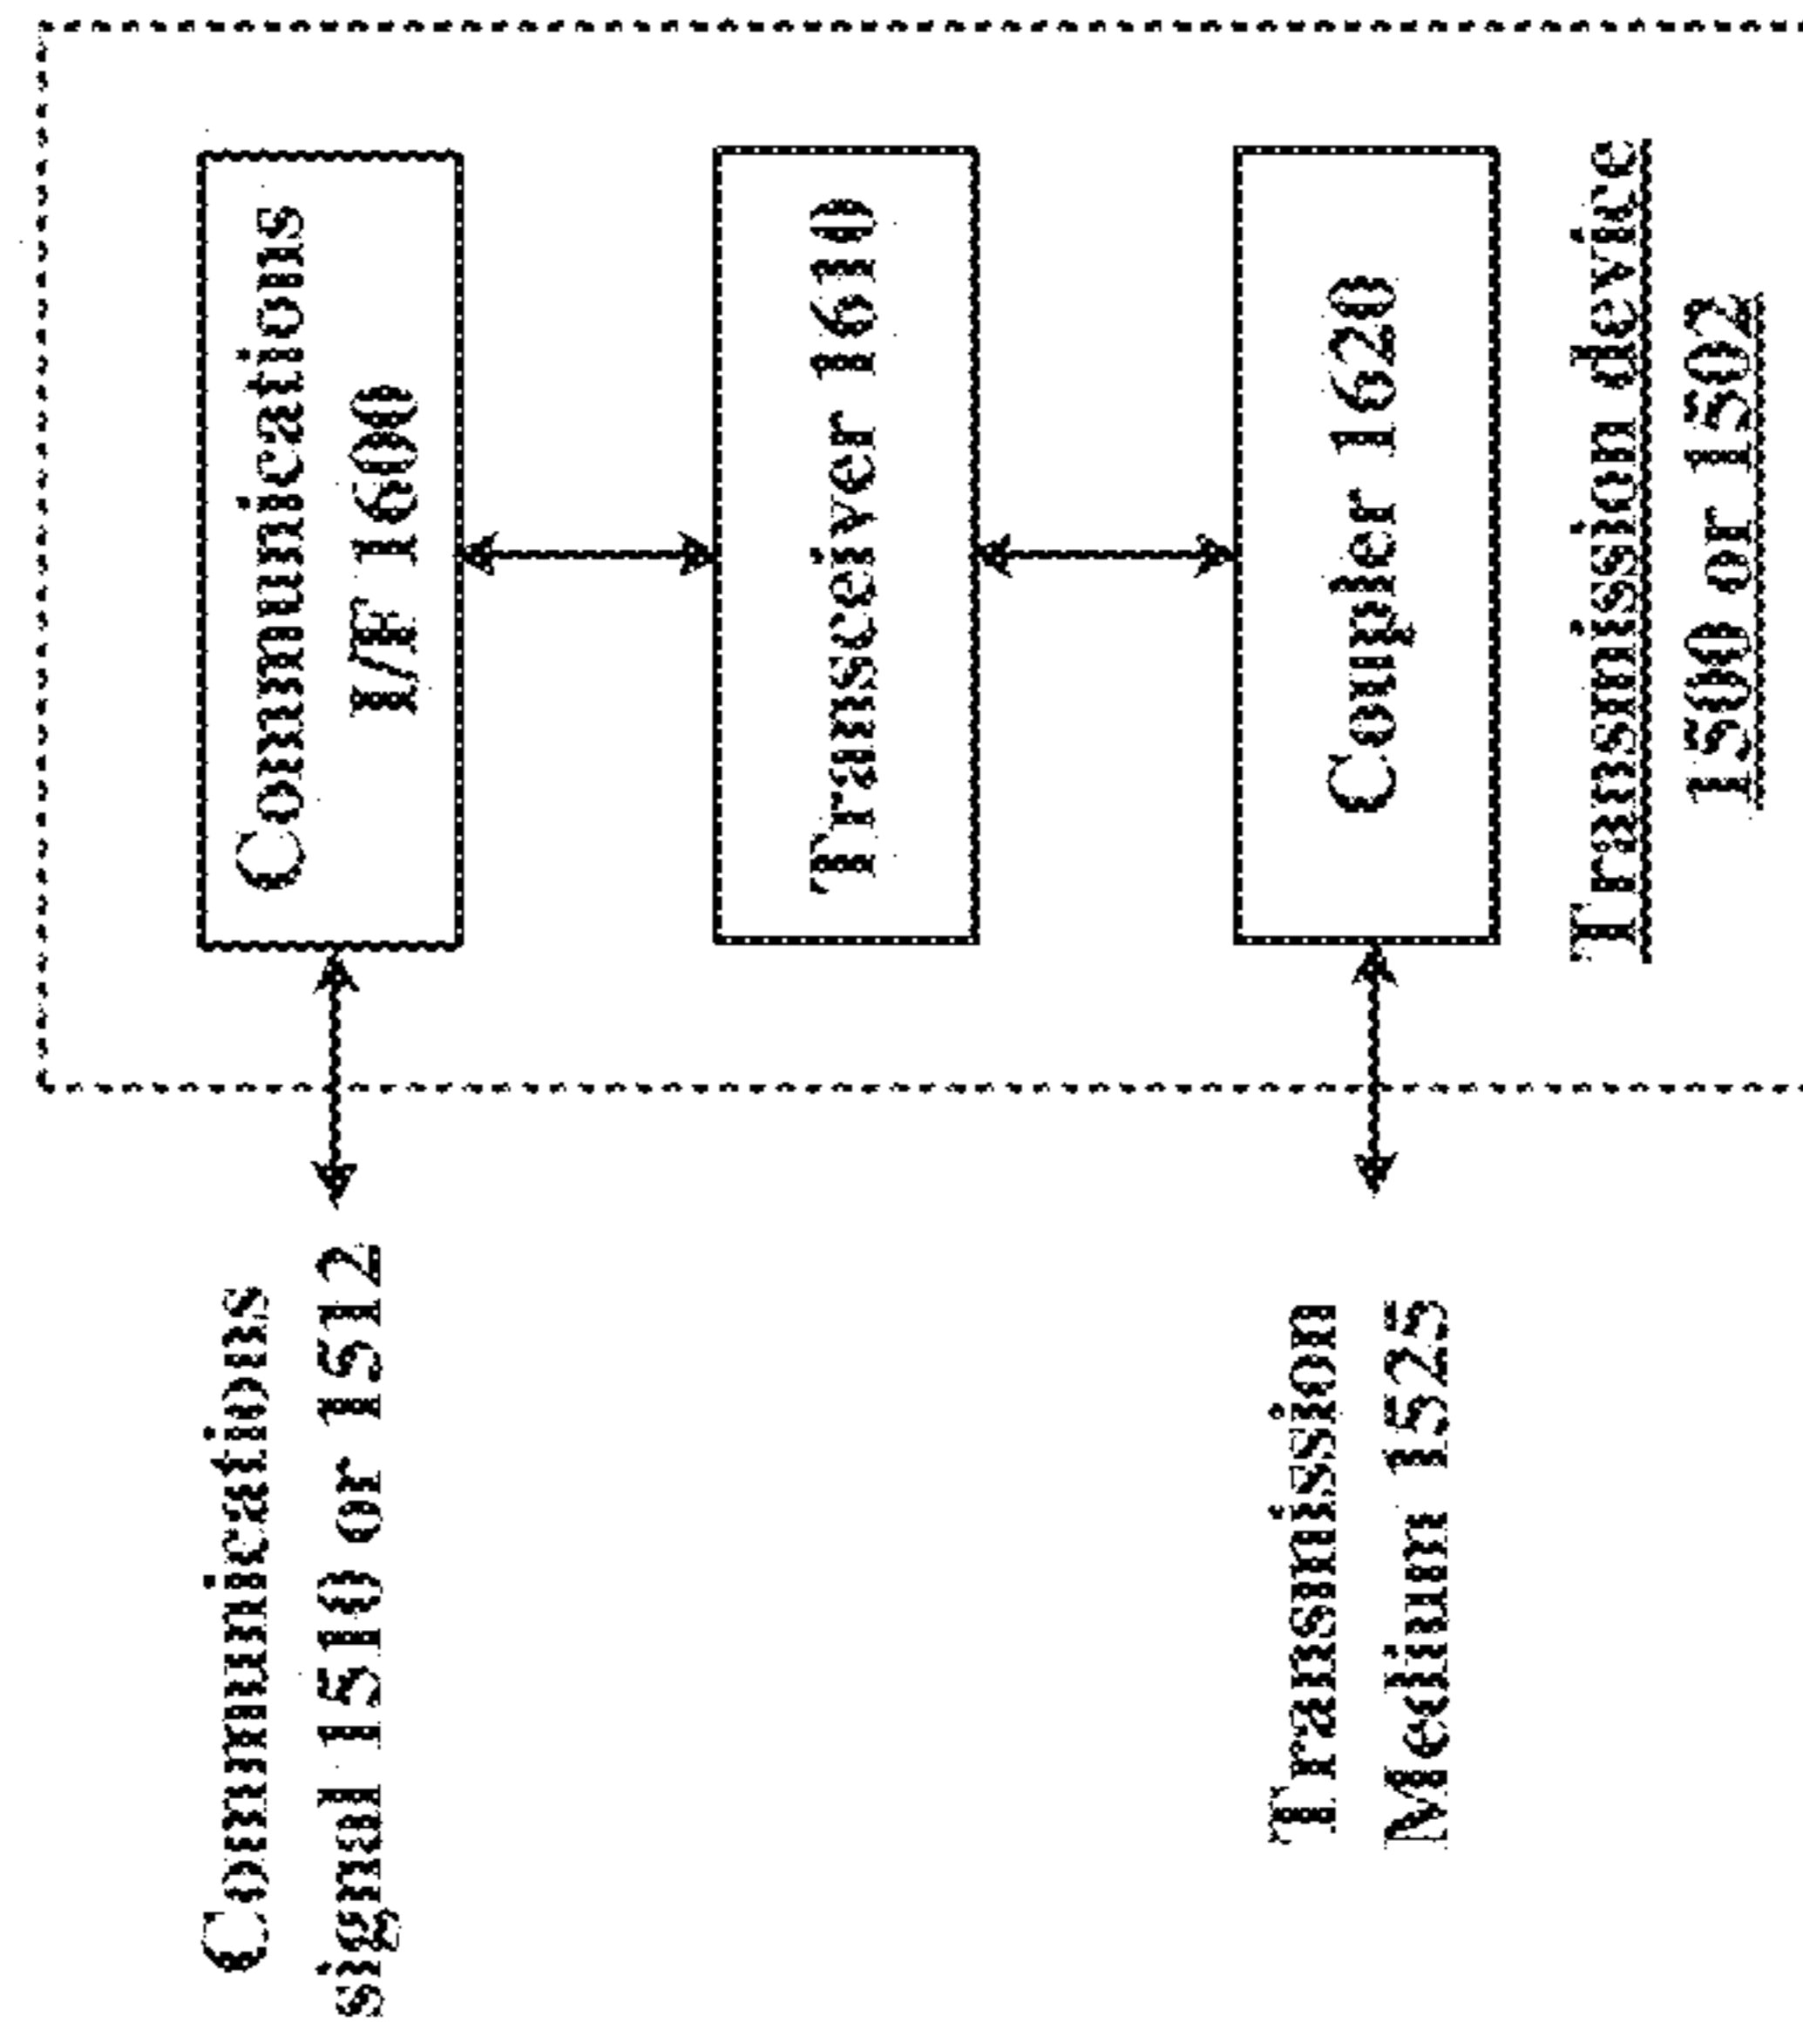 Communications
signal 1510 or 1512
Communications
I/F 1600
Transceiver 1610
Transmission
Medium 1525
Coupler 1620
Transmission device
1500 or 1502